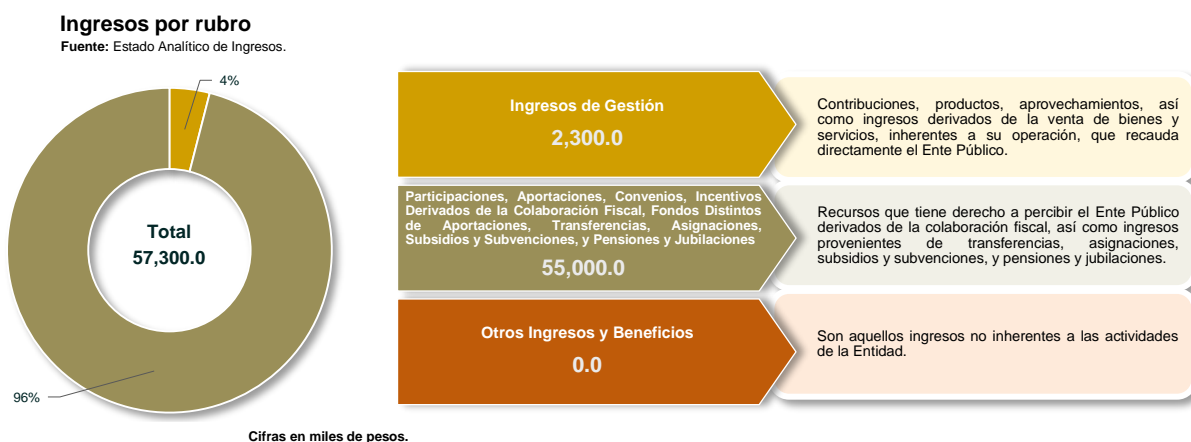 Ingresos por rubro
Fuente: Estado Analítico de Ingresos.
4%
Total
57,300.0
96%
Ingresos de Gestión
2,300.0
Contribuciones, productos, aprovechamientos, así
como ingresos derivados de la venta de bienes y
servicios, inherentes a su operación, que recauda
directamente el Ente Público.
Participaciones, Aportaciones, Convenios, Incentivos
Derivados de la Colaboración Fiscal, Fondos Distintos
de Aportaciones, Transferencias, Asignaciones,
Subsidios y Subvenciones, y Pensiones y Jubilaciones
55,000.0
Recursos que tiene derecho a percibir el Ente Público
derivados de la colaboración fiscal, así como ingresos
provenientes de transferencias, asignaciones,
subsidios y subvenciones, y pensiones y jubilaciones.
Otros Ingresos y Beneficios
0.0
Son aquellos ingresos no inherentes a las actividades
de la Entidad.
Cifras en miles de pesos.